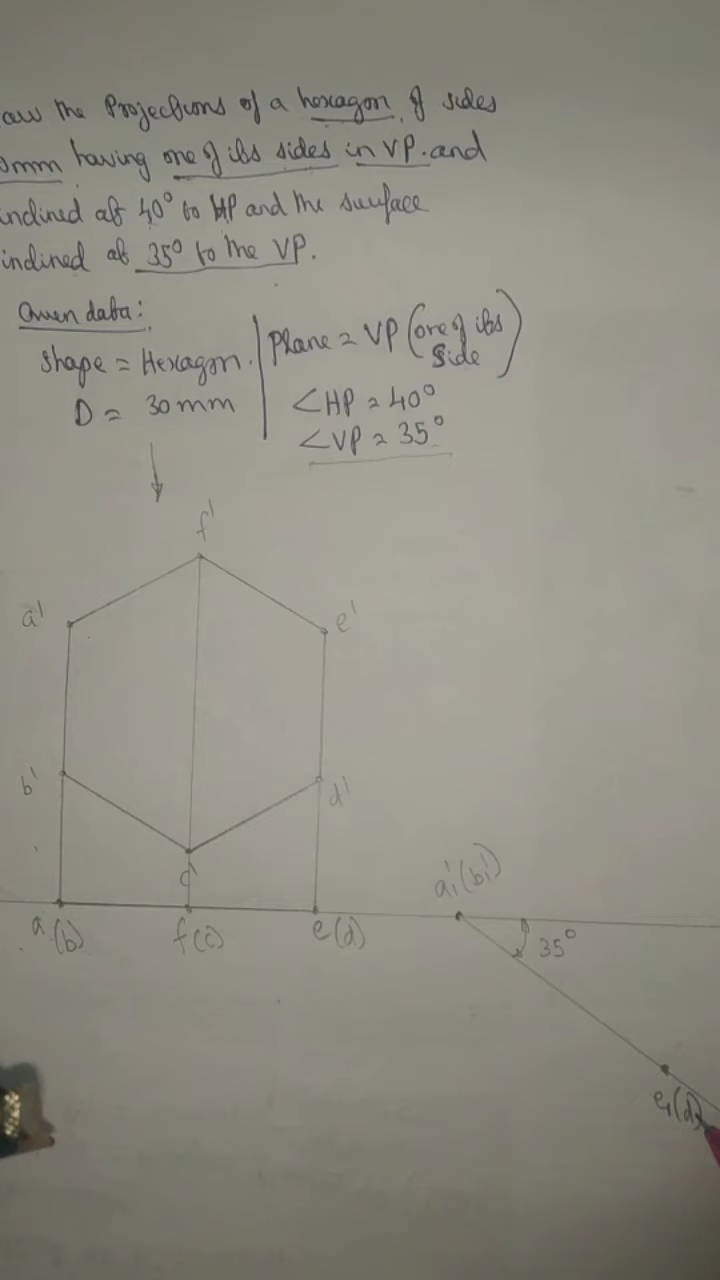 aw the Projections of a hexagon of sides
0mm having one of its sides in VP. and
inclined at 40° to HP and the surface
inclined at 35° to the VP.
Given data:
Shape = Hexagon.
D = 30mm
Plane = VP (one of its
Side)
∠HP = 40°
∠VP = 35°
f'
a'
e'
b'
d'
c'
a (b)
f(c)
e(d)
a₁'(b₁')
35°
e₁(d₁)